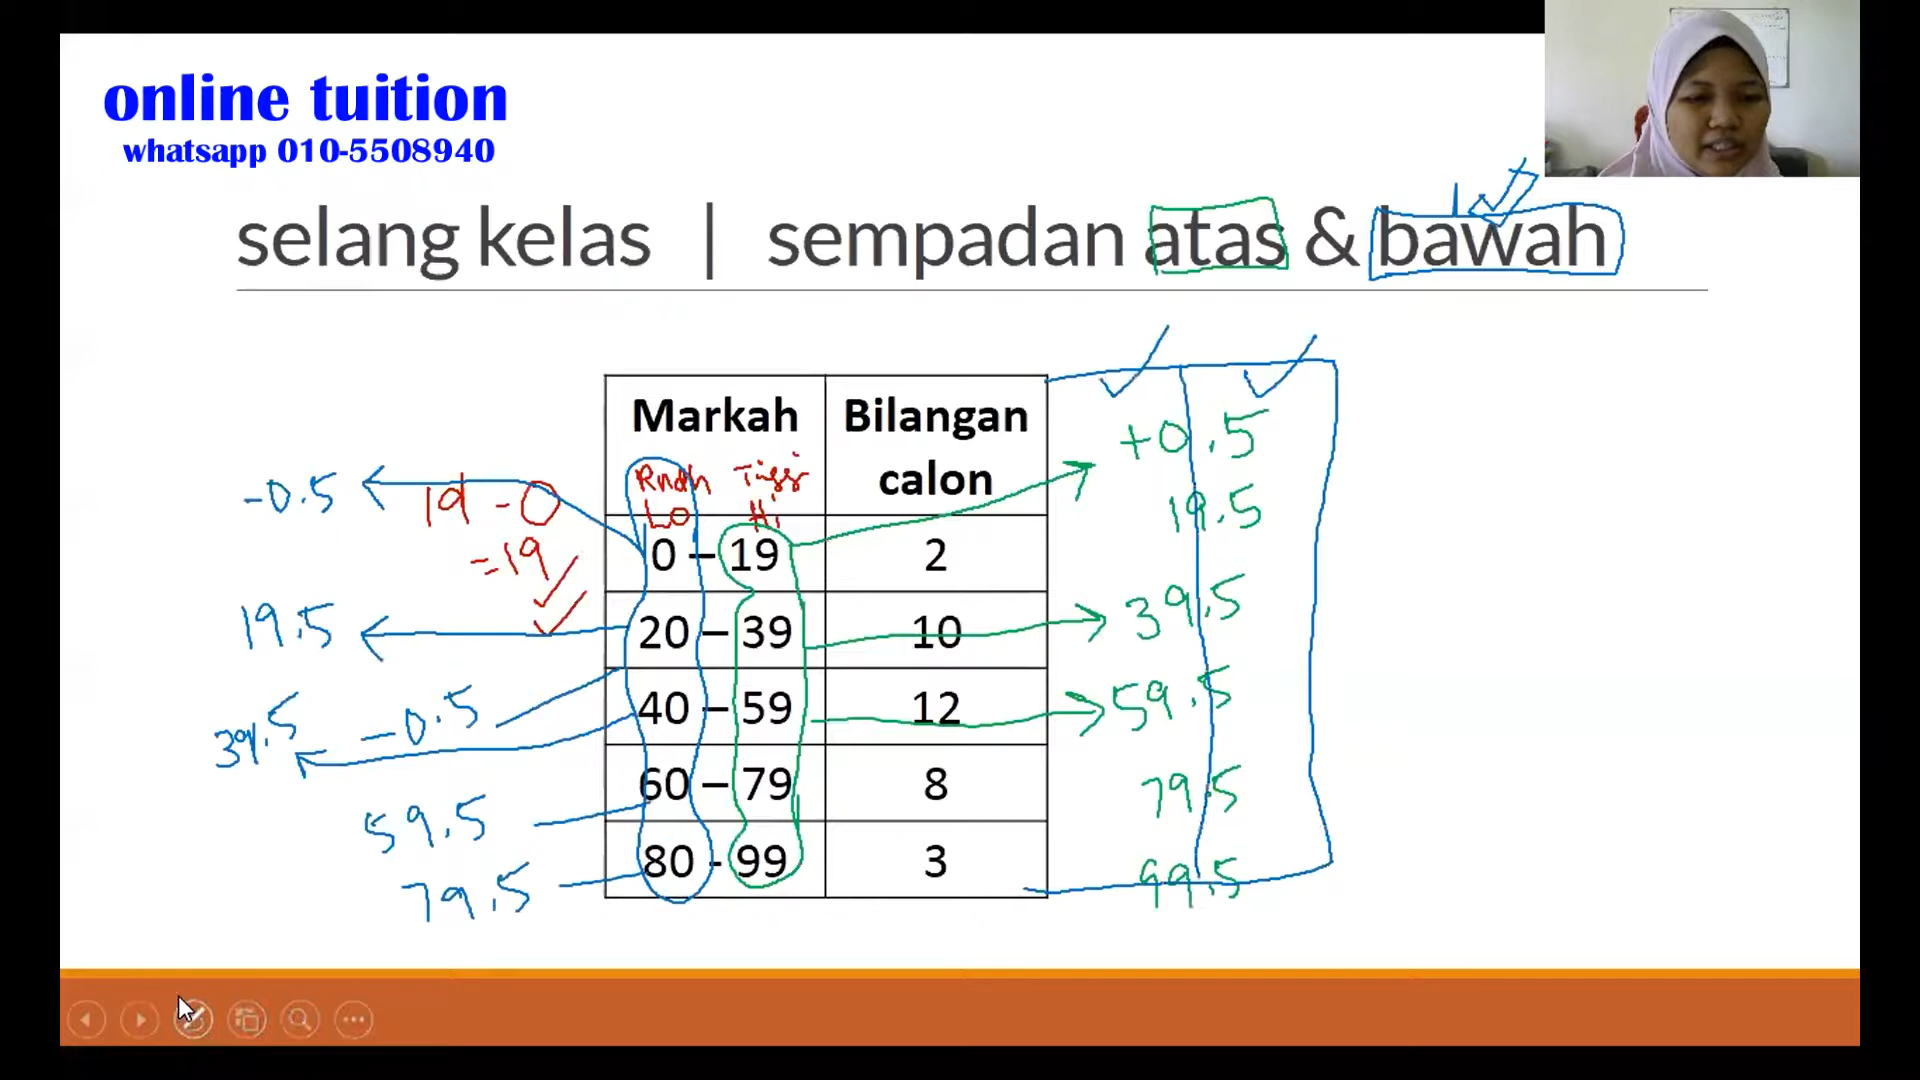 online tuition
whatsapp 010-5508940
selang kelas | sempadan atas & bawah
Markah
Bilangan calon
Rndh Tinggi
Lo Hi
0 – 19 2
20 – 39 10
40 – 59 12
60 – 79 8
80 - 99 3
-0.5
19 - 0
= 19
19.5
39.5
-0.5
59.5
79.5
+0.5
19.5
39.5
59.5
79.5
99.5